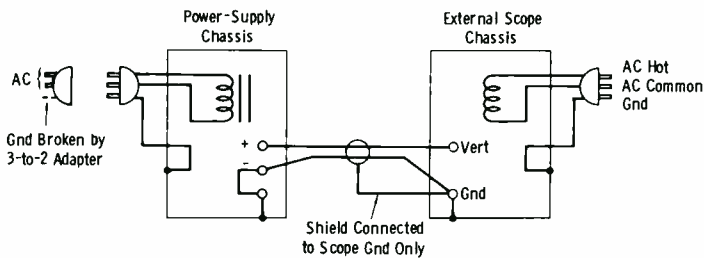 Power-Supply
Chassis
External Scope
Chassis
AC
AC Hot
AC Common
Gnd
Gnd Broken by
3-to-2 Adapter
+
-
Vert
Gnd
Shield Connected
to Scope Gnd Only